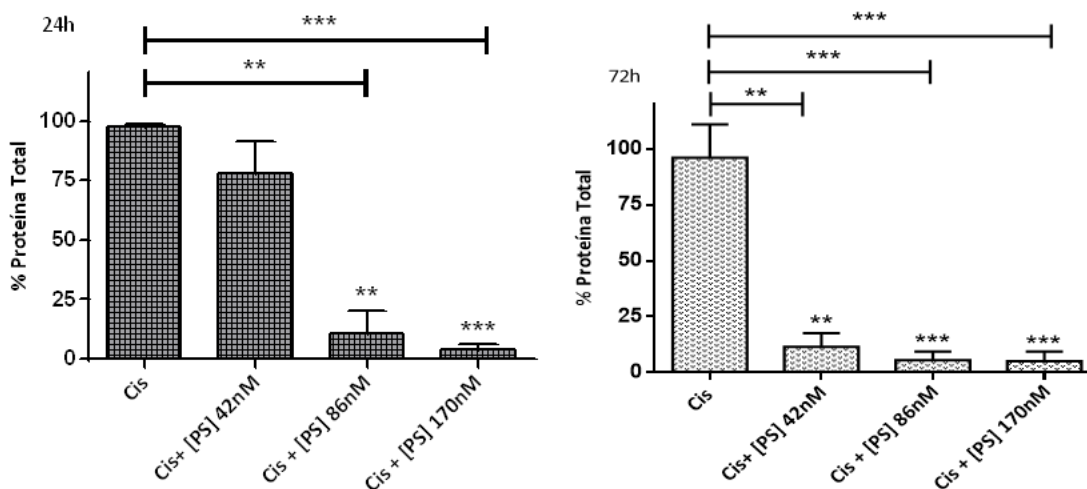 24h
***
**
% Proteína Total
100
75
50
25
0
**
***
Cis
Cis+ [PS] 42nM
Cis + [PS] 86nM
Cis + [PS] 170nM
72h
***
***
**
% Proteína Total
100
75
50
25
0
**
***
***
Cis
Cis+ [PS] 42nM
Cis + [PS] 86nM
Cis + [PS] 170nM